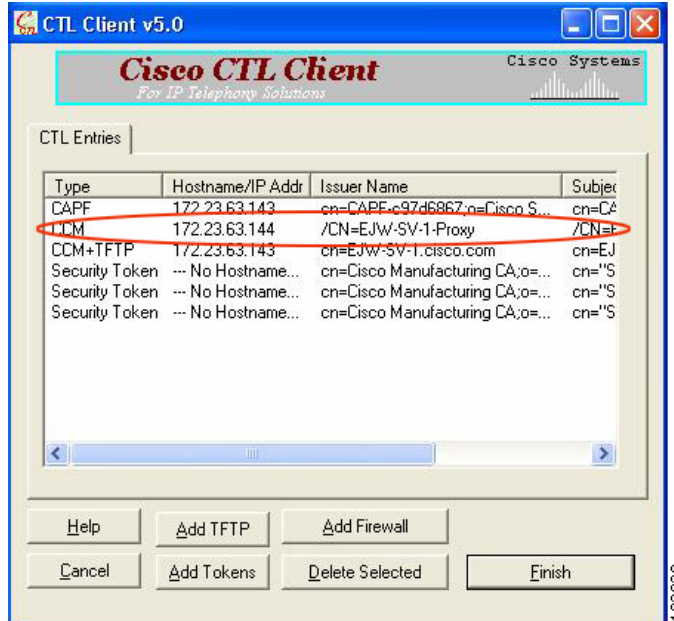 CTL Client v5.0
Cisco CTL Client
For IP Telephony Solutions
Cisco Systems
CTL Entries
Type Hostname/IP Addr Issuer Name Subjec
CAPF 172.23.63.143 cn=CAPF-c97d6867;o=Cisco S... cn=CA
CCM 172.23.63.144 /CN=EJW-SV-1-Proxy /CN=E
CCM+TFTP 172.23.63.143 cn=EJW-SV-1.cisco.com cn=EJ
Security Token --- No Hostname... cn=Cisco Manufacturing CA;o=... cn="S
Security Token --- No Hostname... cn=Cisco Manufacturing CA;o=... cn="S
Security Token --- No Hostname... cn=Cisco Manufacturing CA;o=... cn="S
Help Add TFTP Add Firewall
Cancel Add Tokens Delete Selected Finish